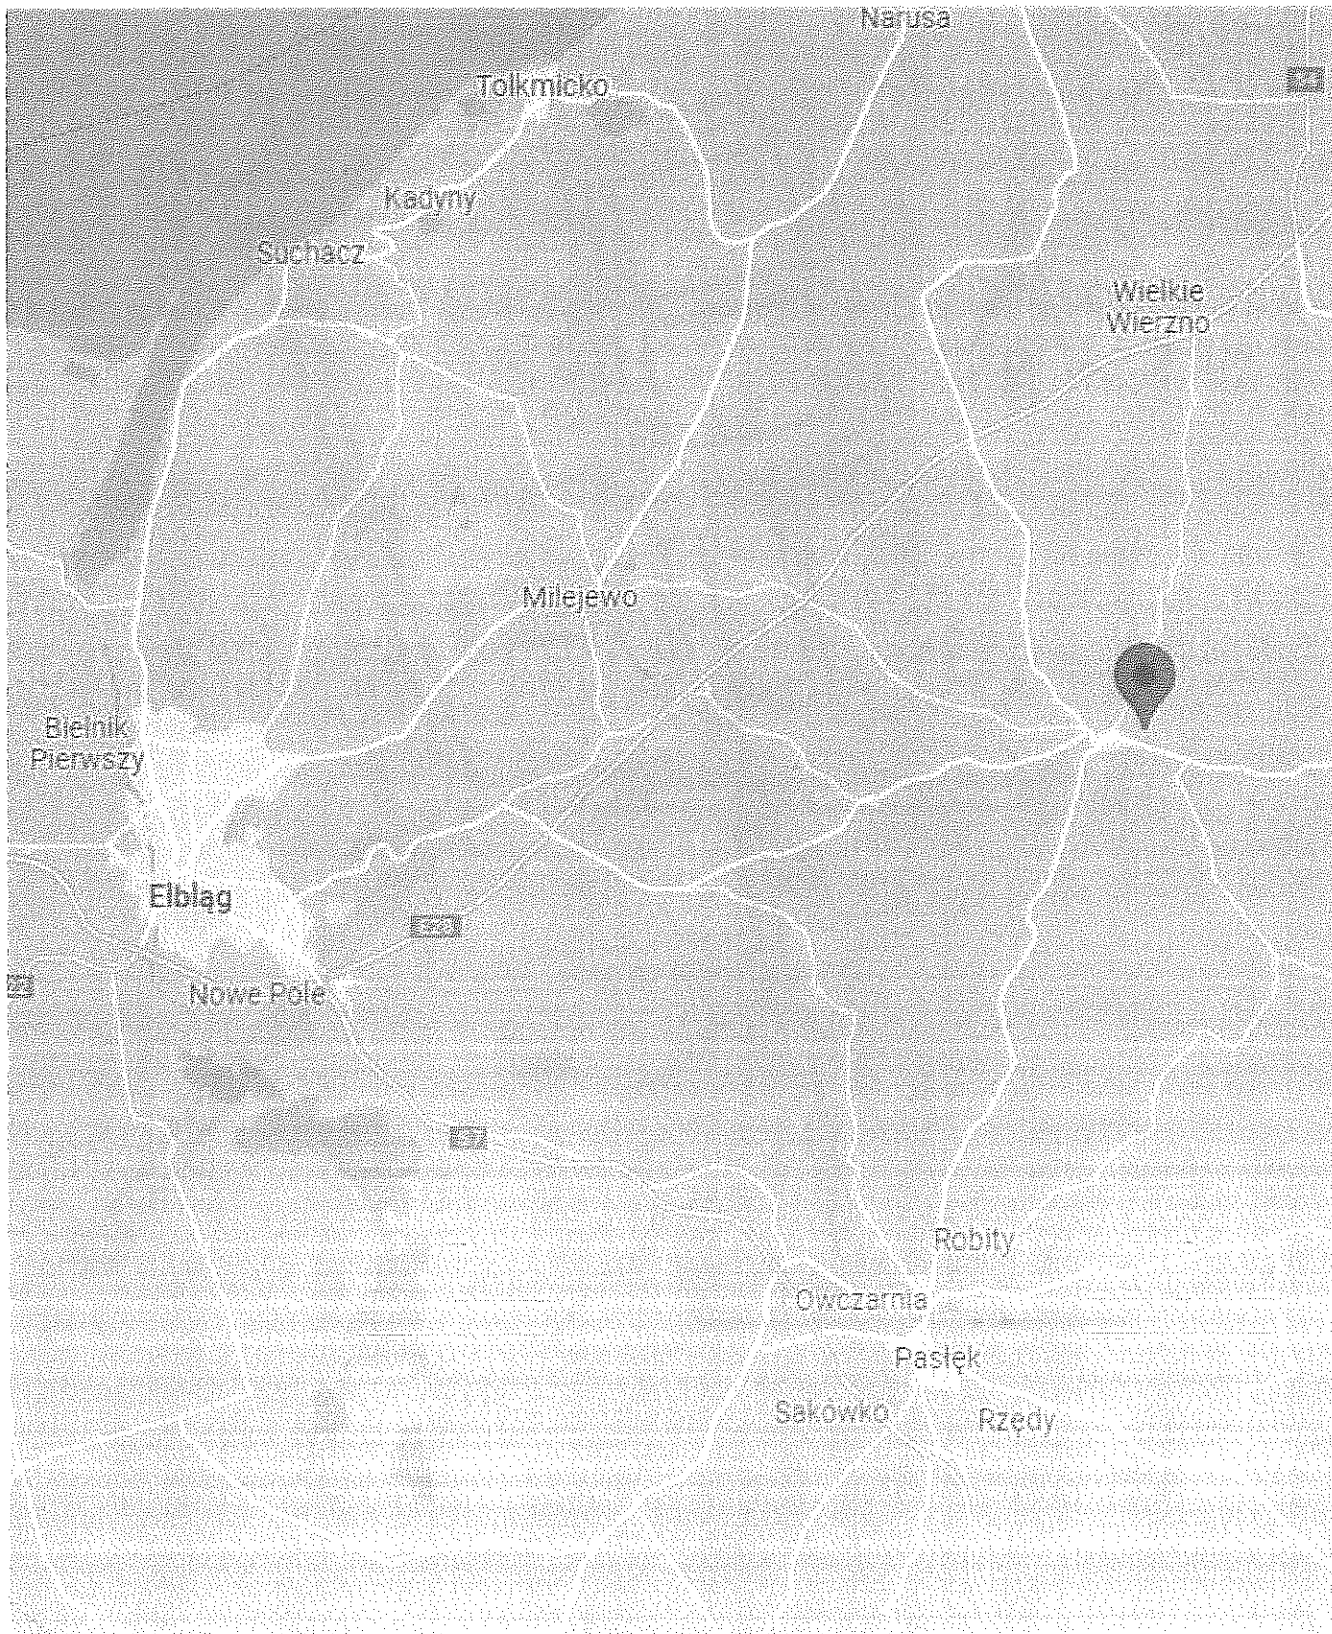 Narusa
Tolkmicko
Kadyny
Suchacz
Wielkie
Wierzno
Milejewo
Bielnik
Pierwszy
Elbląg
Nowe Pole
Robity
Owczarnia
Pasłęk
Sakówko
Rzędy